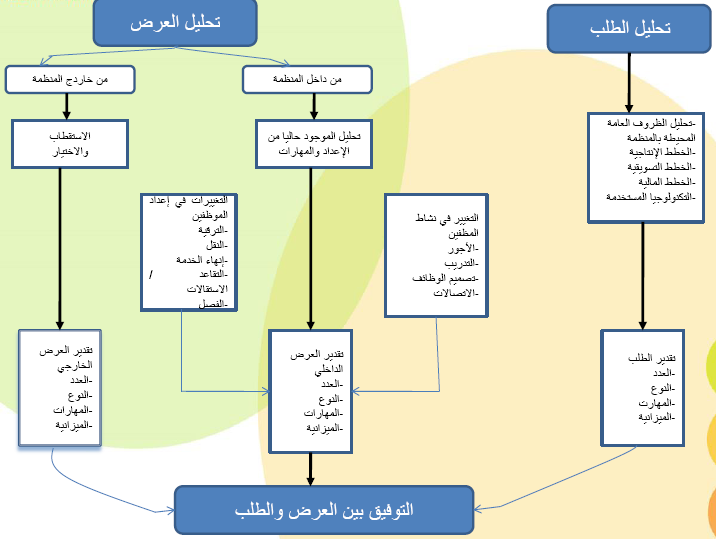 تحليل الطلب
تحليل العرض
من داخل المنظمة
من خاردج المنظمة
-تحليل الظروف العامة
المحيطة بالمنظمة
-الخطط الإنتاجية
-الخطط التسويقية
-الخطط المالية
-التكنولوجيا المستخدمة
تحليل الموجود حاليا من
الإعداد والمهارات
الاستقطاب
والاختيار
التغيير في نشاط
المظفين
-الأجور
-التدريب
-تصميم الوظائف
-الاتصالات
التغييرات في إعداد
الموظفين
-الترقية
-النقل
-إنهاء الخدمة
-التقاعد /
الاستقالات
-الفصل
تقدير الطلب
-العدد
-النوع
-المهارت
-الميزانية
تقدير العرض
الداخلي
-العدد
-النوع
-المهارات
-الميزانية
تقدير العرض
الخارجي
-العدد
-النوع
-المهارات
-الميزانية
التوفيق بين العرض والطلب